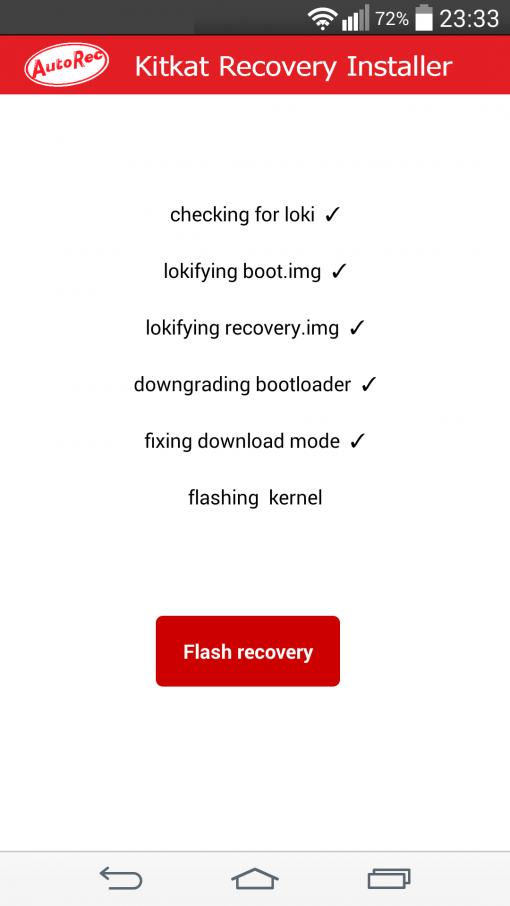 72% 23:33
AutoRec Kitkat Recovery Installer
checking for loki ✓
lokifying boot.img ✓
lokifying recovery.img ✓
downgrading bootloader ✓
fixing download mode ✓
flashing kernel
Flash recovery